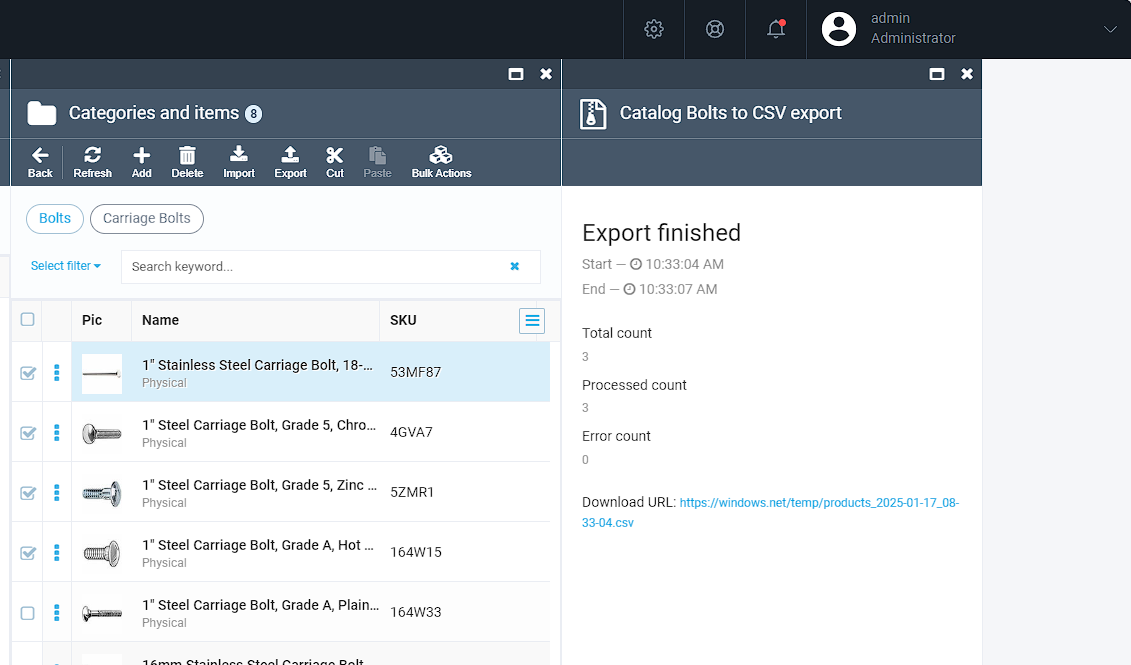 admin
Administrator
Categories and items 8
Back
Refresh
Add
Delete
Import
Export
Cut
Paste
Bulk Actions
Bolts
Carriage Bolts
Select filter
Search keyword...
Pic Name SKU
1" Stainless Steel Carriage Bolt, 18-...
Physical
53MF87
1" Steel Carriage Bolt, Grade 5, Chro...
Physical
4GVA7
1" Steel Carriage Bolt, Grade 5, Zinc ...
Physical
5ZMR1
1" Steel Carriage Bolt, Grade A, Hot ...
Physical
164W15
1" Steel Carriage Bolt, Grade A, Plain...
Physical
164W33
16mm Stainless Steel Carriage Bolt
Catalog Bolts to CSV export
Export finished
Start — 10:33:04 AM
End — 10:33:07 AM
Total count
3
Processed count
3
Error count
0
Download URL: https://windows.net/temp/products_2025-01-17_08-
33-04.csv